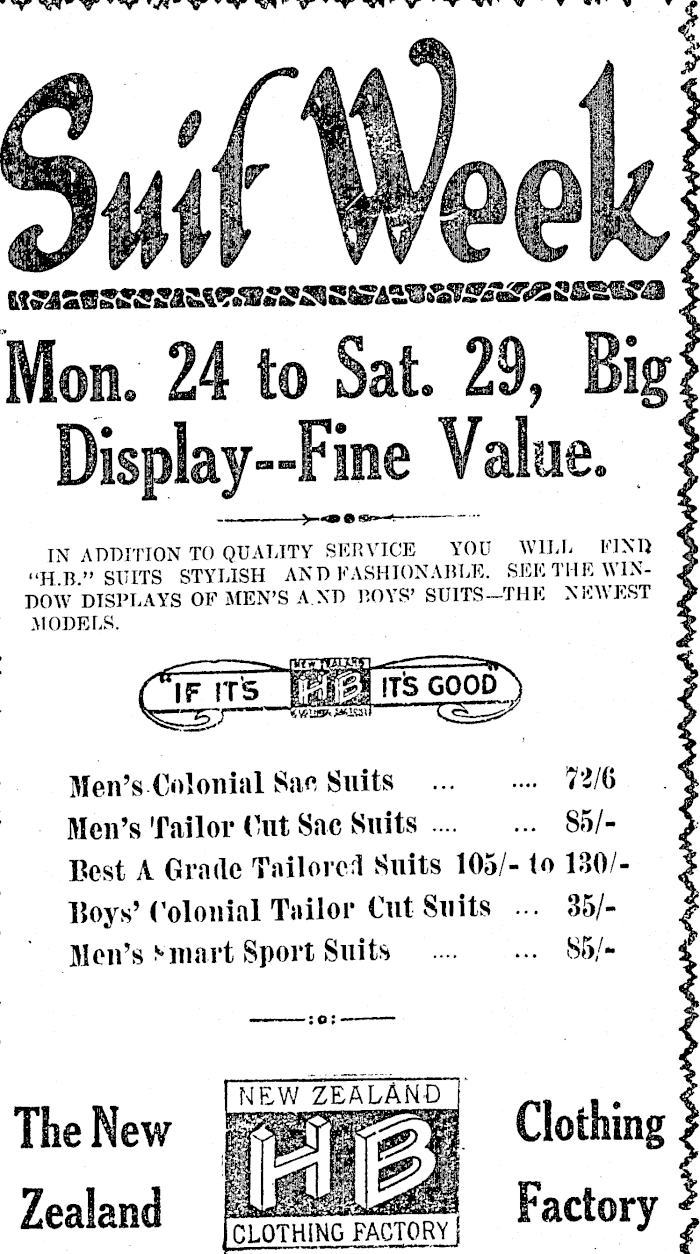 Suit Week
Mon. 24 to Sat. 29, Big
Display--Fine Value.
IN ADDITION TO QUALITY SERVICE YOU WILL FIND
"H.B." SUITS STYLISH AND FASHIONABLE. SEE THE WIN-
DOW DISPLAYS OF MEN'S AND BOYS' SUITS—THE NEWEST
MODELS.
"IF IT'S NEW ZEALAND HB CLOTHING FACTORY IT'S GOOD"
Men's Colonial Sac Suits ... .... 72/6
Men's Tailor Cut Sac Suits .... ... 85/-
Best A Grade Tailored Suits 105/- to 130/-
Boys' Colonial Tailor Cut Suits ... 35/-
Men's Smart Sport Suits .... ... 85/-
The New
Zealand
NEW ZEALAND
HB
CLOTHING FACTORY
Clothing
Factory